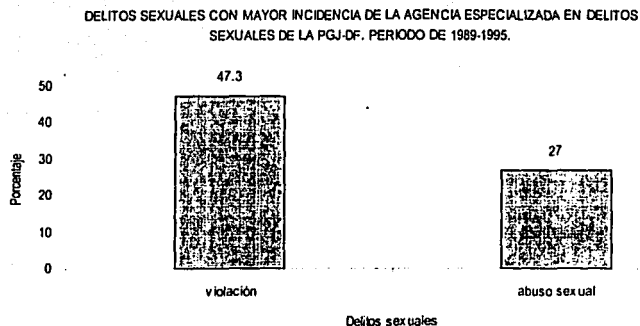 DELITOS SEXUALES CON MAYOR INCIDENCIA DE LA AGENCIA ESPECIALIZADA EN DELITOS
SEXUALES DE LA PGJ-DF. PERIODO DE 1989-1995.
50
40
30
20
10
0
Porcentaje
47.3
27
violación
abuso sexual
Delitos sexuales